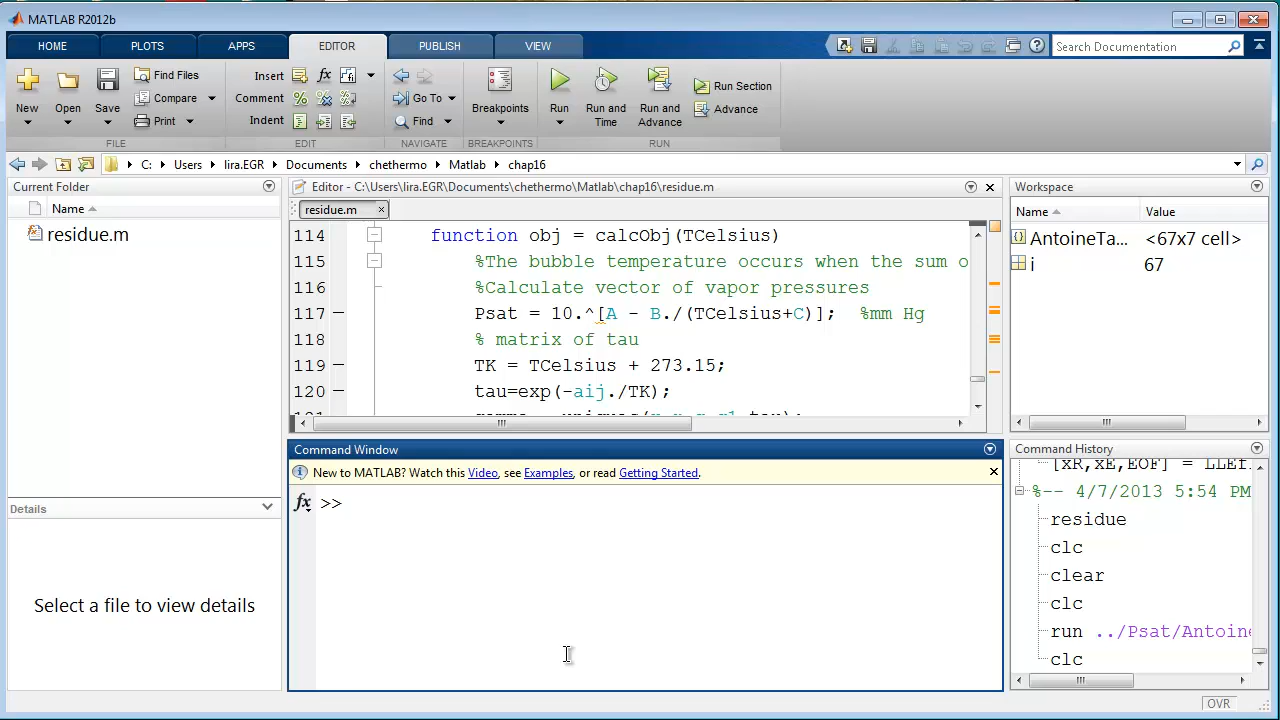 MATLAB R2012b
HOME PLOTS APPS EDITOR PUBLISH VIEW
Search Documentation
New Open Save
Find Files
Compare
Print
FILE
Insert
Comment
Indent
EDIT
Go To
Find
NAVIGATE
Breakpoints
BREAKPOINTS
Run
Run and Time
Run and Advance
Run Section
Advance
RUN
C: Users lira.EGR Documents chethermo Matlab chap16
Current Folder
Name
residue.m
Details
Select a file to view details
Editor - C:\Users\lira.EGR\Documents\chethermo\Matlab\chap16\residue.m
residue.m
114 function obj = calcObj(TCelsius)
115 %The bubble temperature occurs when the sum o
116 %Calculate vector of vapor pressures
117 Psat = 10.^[A - B./(TCelsius+C)]; %mm Hg
118 % matrix of tau
119 TK = TCelsius + 273.15;
120 tau=exp(-aij./TK);
Command Window
New to MATLAB? Watch this Video, see Examples, or read Getting Started.
fx >>
Workspace
Name Value
AntoineTa... <67x7 cell>
i 67
Command History
[xR,xE,EOF] = LLEf
%-- 4/7/2013 5:54 PM
residue
clc
clear
clc
run ../Psat/Antoine
clc
OVR